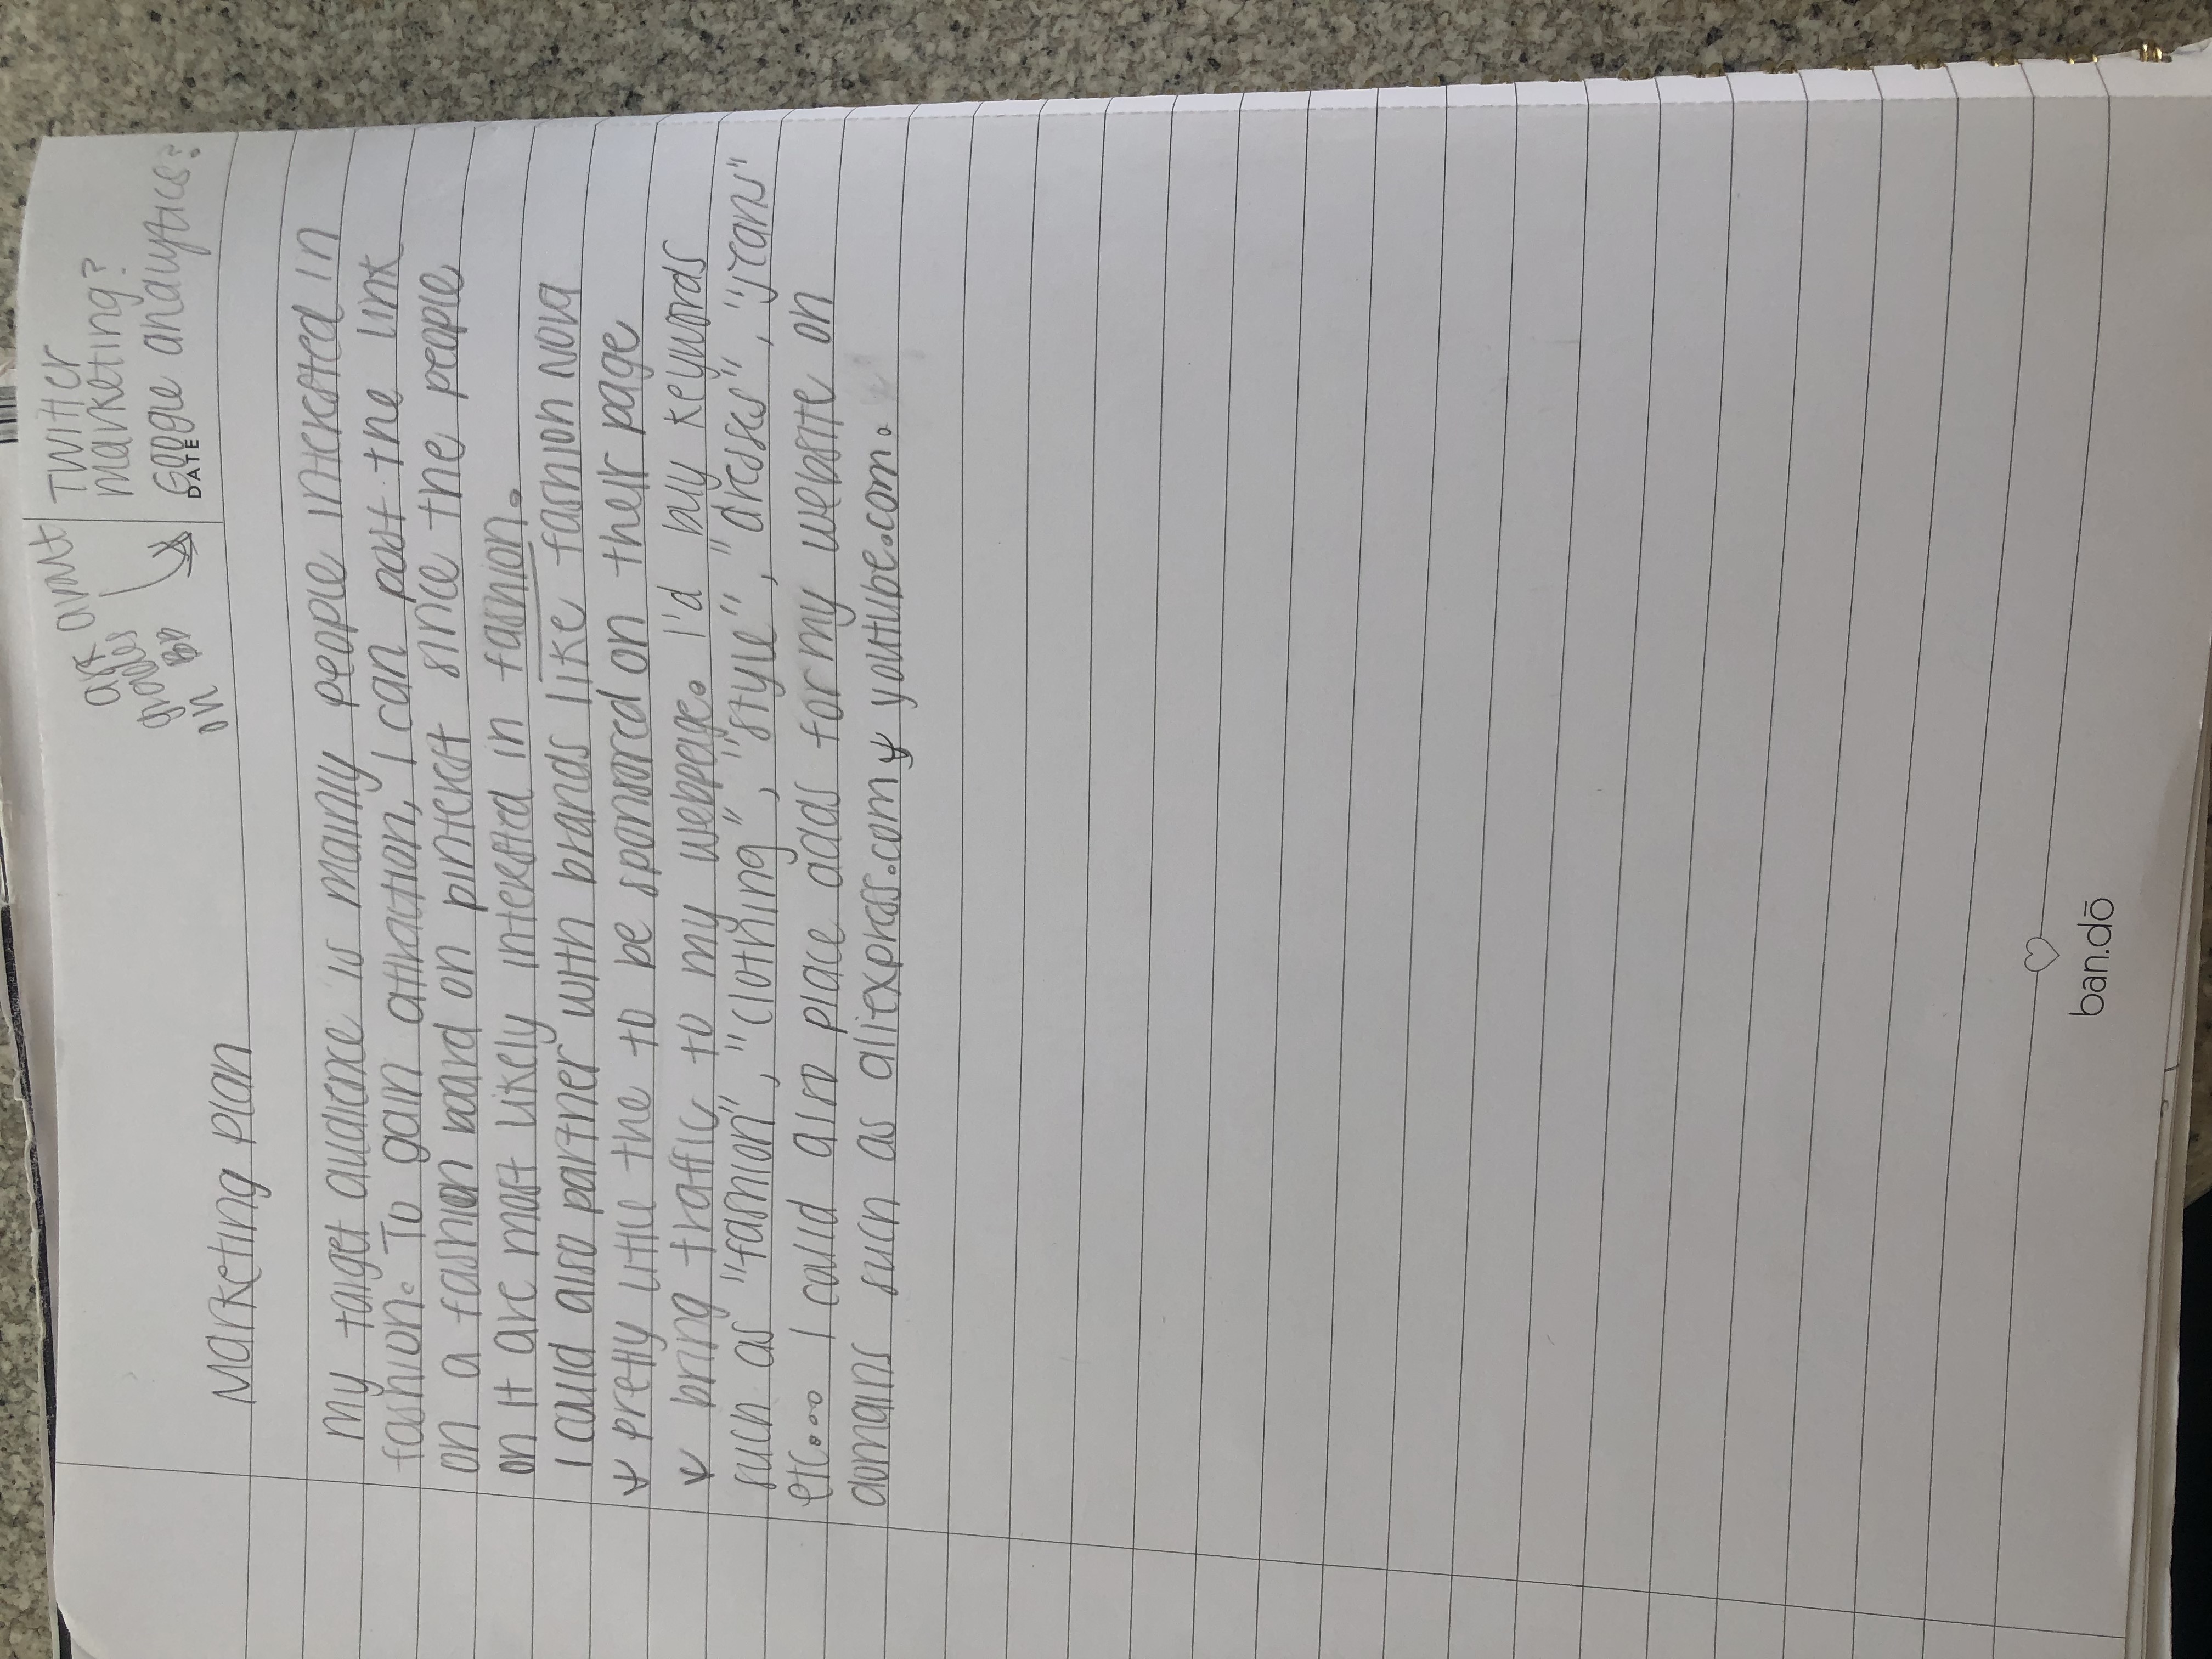 ask about
grades
on BB
Twitter
marketing?
Google analytics?
DATE
Marketing Plan
My target audience is mainly people interested in
fashion. To gain attraction, I can post the link
on a fashion board on pinterest since the people
on it are most likely interested in fashion.
I could also partner with brands like fashion Nova
& pretty little the to be sponsored on their page
& bring traffic to my webpage. I'd buy keywords
such as "fashion", "clothing", "style", "dresses", "jeans"
etc... I could also place adds for my website on
domains such as aliexpress.com & youtube.com.
ban.dō